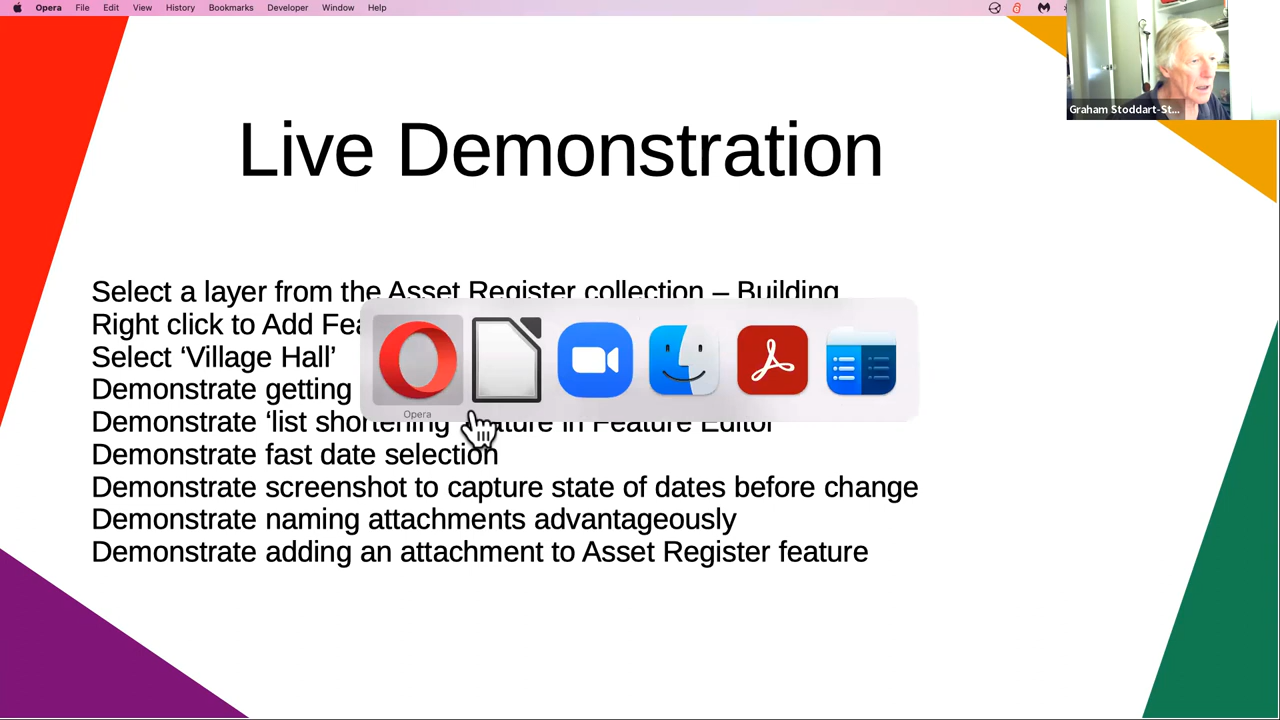 Opera File Edit View History Bookmarks Developer Window Help
Graham Stoddart-St...
Live Demonstration
Select a layer from the Asset Register collection – Building
Right click to Add Fea
Select ‘Village Hall’
Demonstrate getting
Opera
Demonstrate ‘list shortening’ feature in Feature Editor
Demonstrate fast date selection
Demonstrate screenshot to capture state of dates before change
Demonstrate naming attachments advantageously
Demonstrate adding an attachment to Asset Register feature